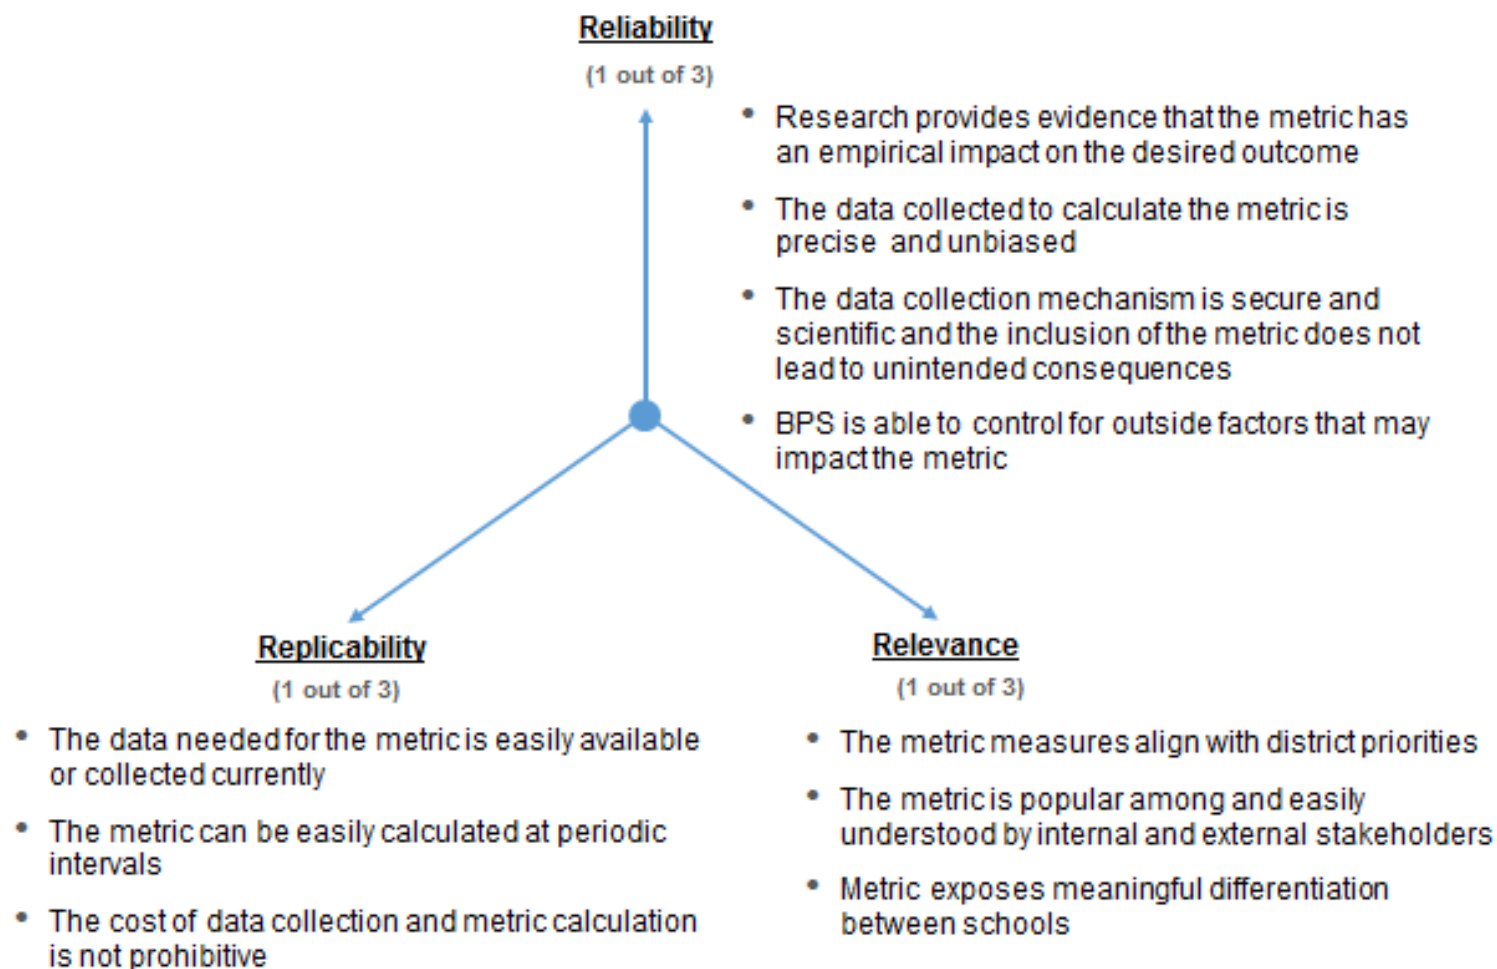 Reliability
(1 out of 3)
• Research provides evidence that the metric has
an empirical impact on the desired outcome
• The data collected to calculate the metric is
precise and unbiased
• The data collection mechanism is secure and
scientific and the inclusion of the metric does not
lead to unintended consequences
• BPS is able to control for outside factors that may
impact the metric
Replicability
(1 out of 3)
• The data needed for the metric is easily available
or collected currently
• The metric can be easily calculated at periodic
intervals
• The cost of data collection and metric calculation
is not prohibitive
Relevance
(1 out of 3)
• The metric measures align with district priorities
• The metric is popular among and easily
understood by internal and external stakeholders
• Metric exposes meaningful differentiation
between schools